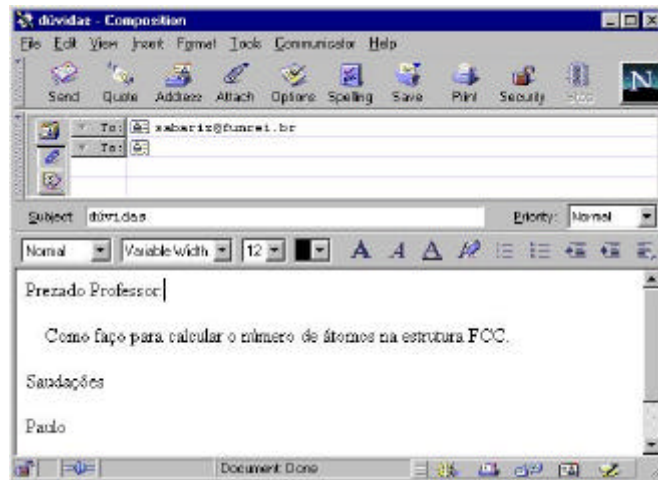 dúvidas - Composition
File Edit View Insert Format Tools Communicator Help
Send Quote Address Attach Options Spelling Save Print Security Stop
N
To: sabariz@funrei.br
To:
Subject: dúvidas Priority: Normal
Normal Variable Width 12 A A A
Prezado Professor
Como faço para calcular o número de átomos na estrutura FCC.
Saudações
Paulo
Document: Done